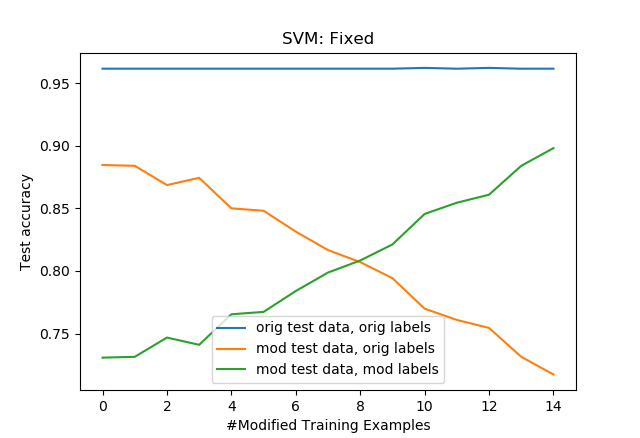 SVM: Fixed
Test accuracy
0.95
0.90
0.85
0.80
0.75
orig test data, orig labels
mod test data, orig labels
mod test data, mod labels
0 2 4 6 8 10 12 14
#Modified Training Examples